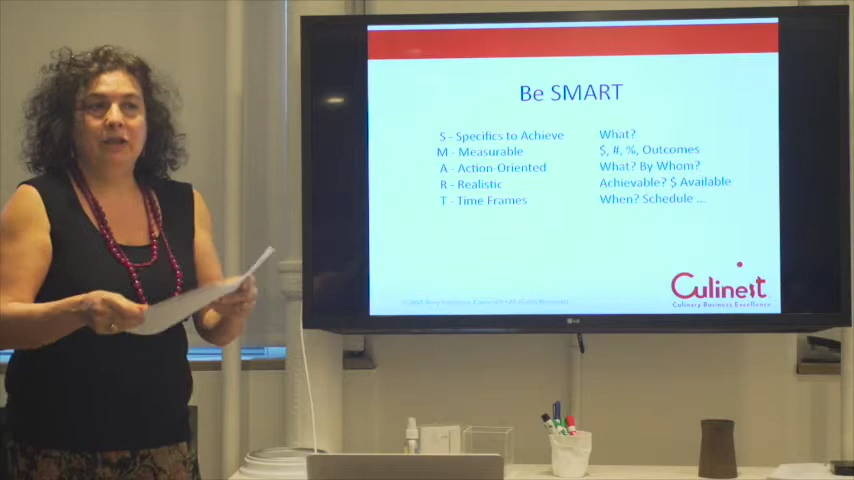 Be SMART
S - Specifics to Achieve What?
M - Measurable $, #, %, Outcomes
A - Action-Oriented What? By Whom?
R - Realistic Achievable? $ Available
T - Time Frames When? Schedule ...
Culinest
Culinary Business Excellence
LG